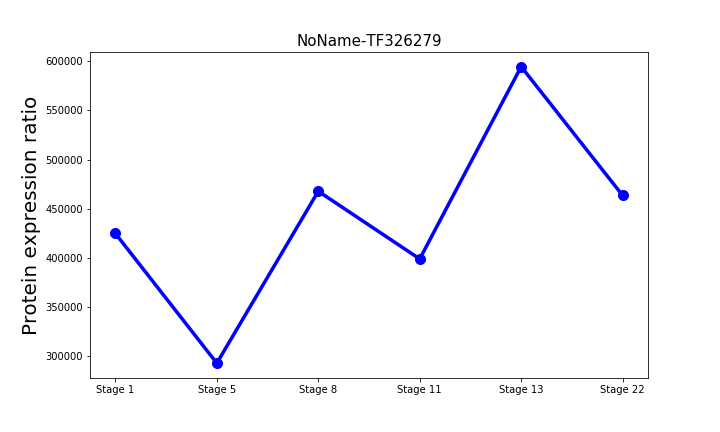 NoName-TF326279
Protein expression ratio
600000
550000
500000
450000
400000
350000
300000
Stage 1 Stage 5 Stage 8 Stage 11 Stage 13 Stage 22